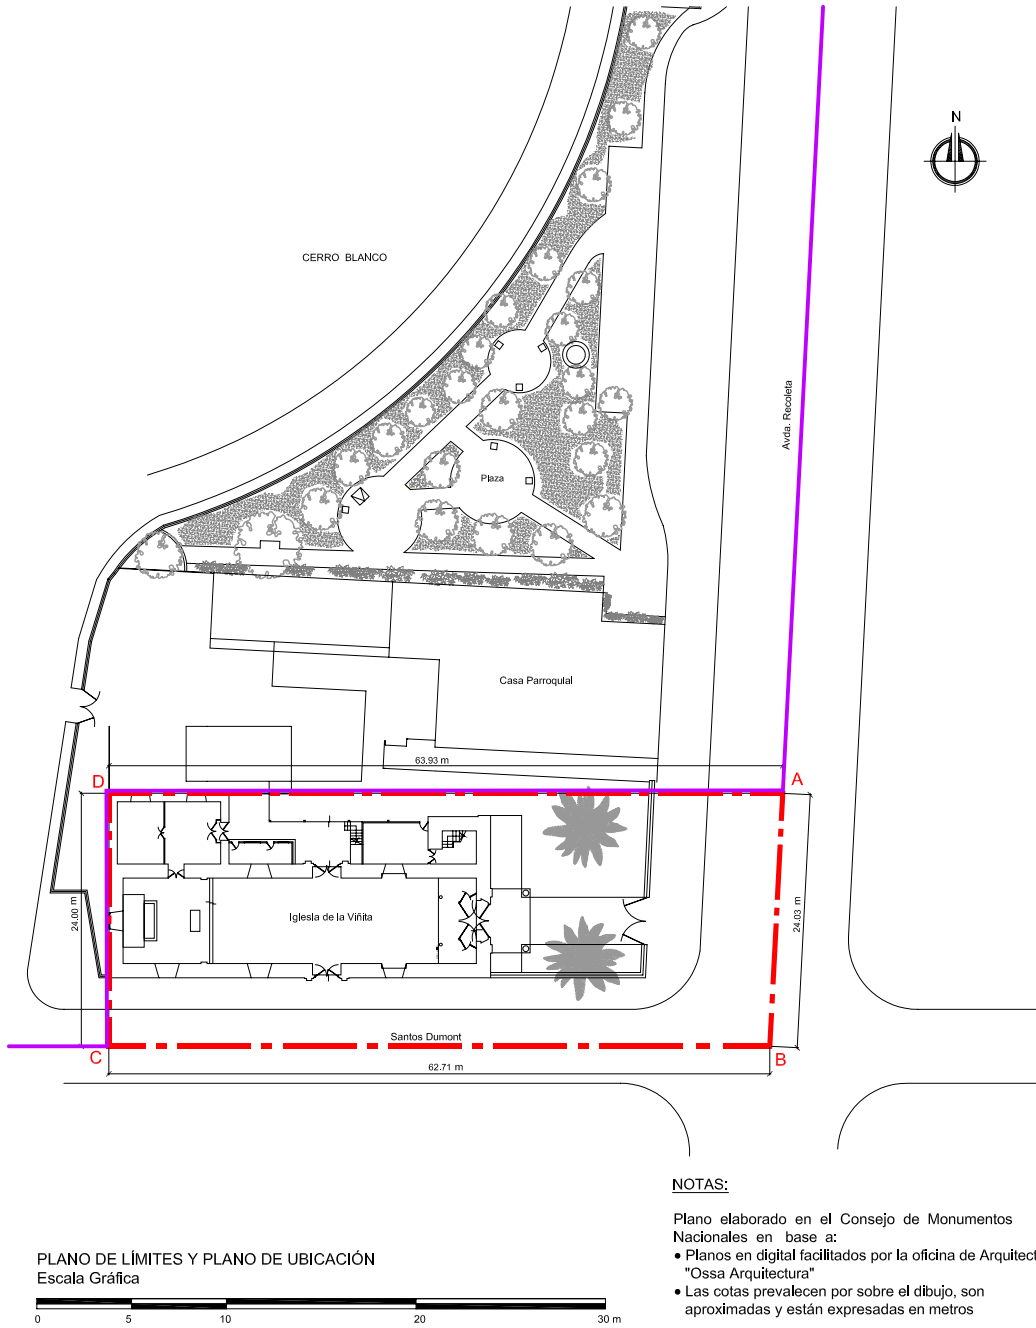 N
CERRO BLANCO
Avda. Recoleta
Plaza
Casa Parroquial
63.93 m
D
A
24.00 m
Iglesia de la Viñita
24.03 m
Santos Dumont
C
B
62.71 m
NOTAS:
Plano elaborado en el Consejo de Monumentos
Nacionales en base a:
• Planos en digital facilitados por la oficina de Arquitect
"Ossa Arquitectura"
• Las cotas prevalecen por sobre el dibujo, son
aproximadas y están expresadas en metros
PLANO DE LÍMITES Y PLANO DE UBICACIÓN
Escala Gráfica
0 5 10 20 30 m